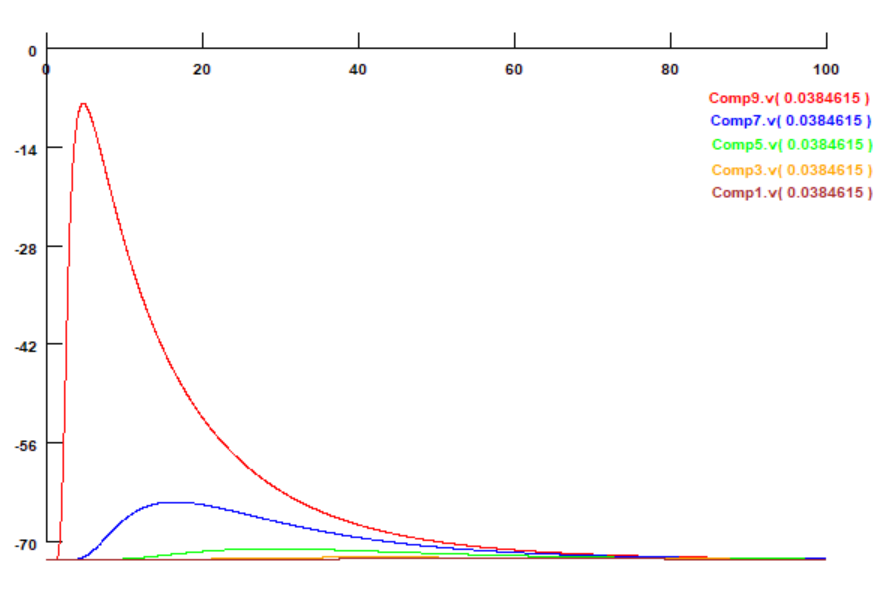 0
0 20 40 60 80 100
Comp9.v( 0.0384615 )
Comp7.v( 0.0384615 )
Comp5.v( 0.0384615 )
Comp3.v( 0.0384615 )
Comp1.v( 0.0384615 )
-14
-28
-42
-56
-70